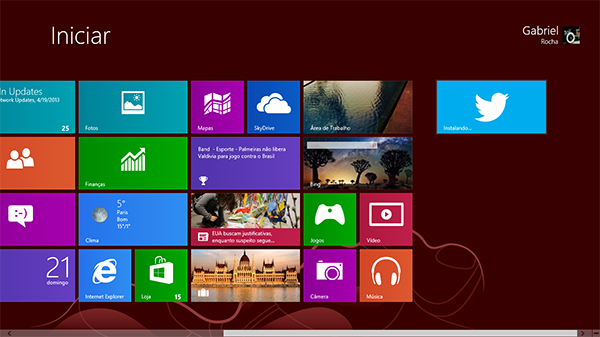 Iniciar
Gabriel
Rocha
In Updates
Network Updates, 4/19/2013
25
Fotos
Mapas
SkyDrive
Área de Trabalho
Instalando...
Finanças
Band - Esporte - Palmeiras não libera
Valdivia para jogo contra o Brasil
Bing
5°
Paris
Bom
15°/1°
Clima
EUA buscam justificativas,
enquanto suspeito segue...
Jogos
Vídeo
21
domingo
Internet Explorer
Loja
15
Câmera
Música